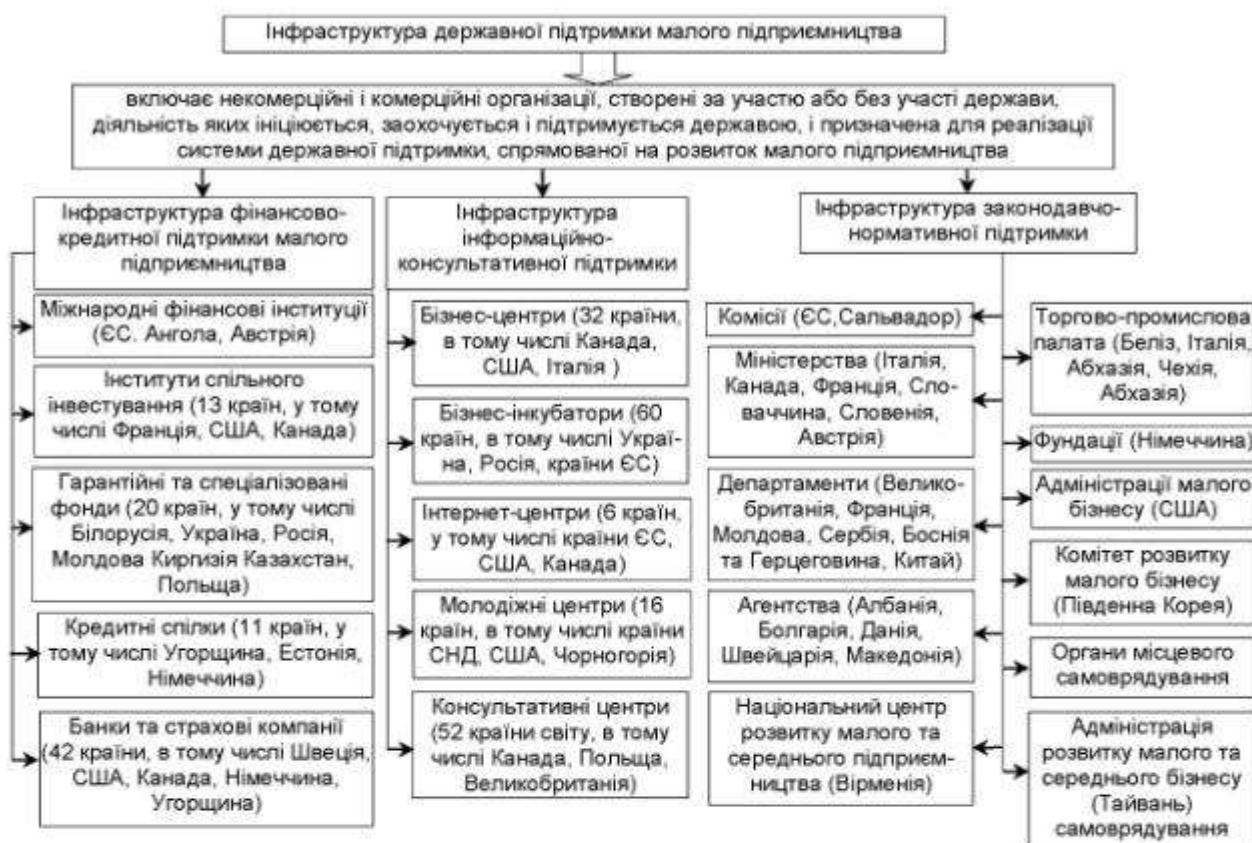 Інфраструктура державної підтримки малого підприємництва
включає некомерційні і комерційні організації, створені за участю або без участі держави,
діяльність яких ініціюється, заохочується і підтримується державою, і призначена для реалізації
системи державної підтримки, спрямованої на розвиток малого підприємництва
Інфраструктура фінансово-
кредитної підтримки малого
підприємництва
Міжнародні фінансові інституції
(ЄС. Ангола, Австрія)
Інститути спільного
інвестування (13 країн, у тому
числі Франція, США, Канада)
Гарантійні та спеціалізовані
фонди (20 країн, у тому числі
Білорусія, Україна, Росія,
Молдова Киргизія Казахстан,
Польща)
Кредитні спілки (11 країн, у
тому числі Угорщина, Естонія,
Німеччина)
Банки та страхові компанії
(42 країни, в тому числі Швеція,
США, Канада, Німеччина,
Угорщина)
Інфраструктура
інформаційно-
консультативної підтримки
Бізнес-центри (32 країни,
в тому числі Канада,
США, Італія )
Бізнес-інкубатори (60
країн, в тому числі Украї-
на, Росія, країни ЄС)
Інтернет-центри (6 країн,
у тому числі країни ЄС,
США, Канада)
Молодіжні центри (16
країн, в тому числі країни
СНД, США, Чорногорія)
Консультативні центри
(52 країни світу, в тому
числі Канада, Польща,
Великобританія)
Інфраструктура законодавчо-
нормативної підтримки
Комісії (ЄС,Сальвадор)
Міністерства (Італія,
Канада, Франція, Сло-
ваччина, Словенія,
Австрія)
Департаменти (Велико-
британія, Франція,
Молдова, Сербія, Боснія
та Герцеговина, Китай)
Агентства (Албанія,
Болгарія, Данія,
Швейцарія, Македонія)
Національний центр
розвитку малого та
середнього підприєм-
ництва (Вірменія)
Торгово-промислова
палата (Беліз, Італія,
Абхазія, Чехія,
Абхазія)
Фундації (Німеччина)
Адміністрації малого
бізнесу (США)
Комітет розвитку
малого бізнесу
(Південна Корея)
Органи місцевого
самоврядування
Адміністрація
розвитку малого та
середнього бізнесу
(Тайвань)
самоврядування